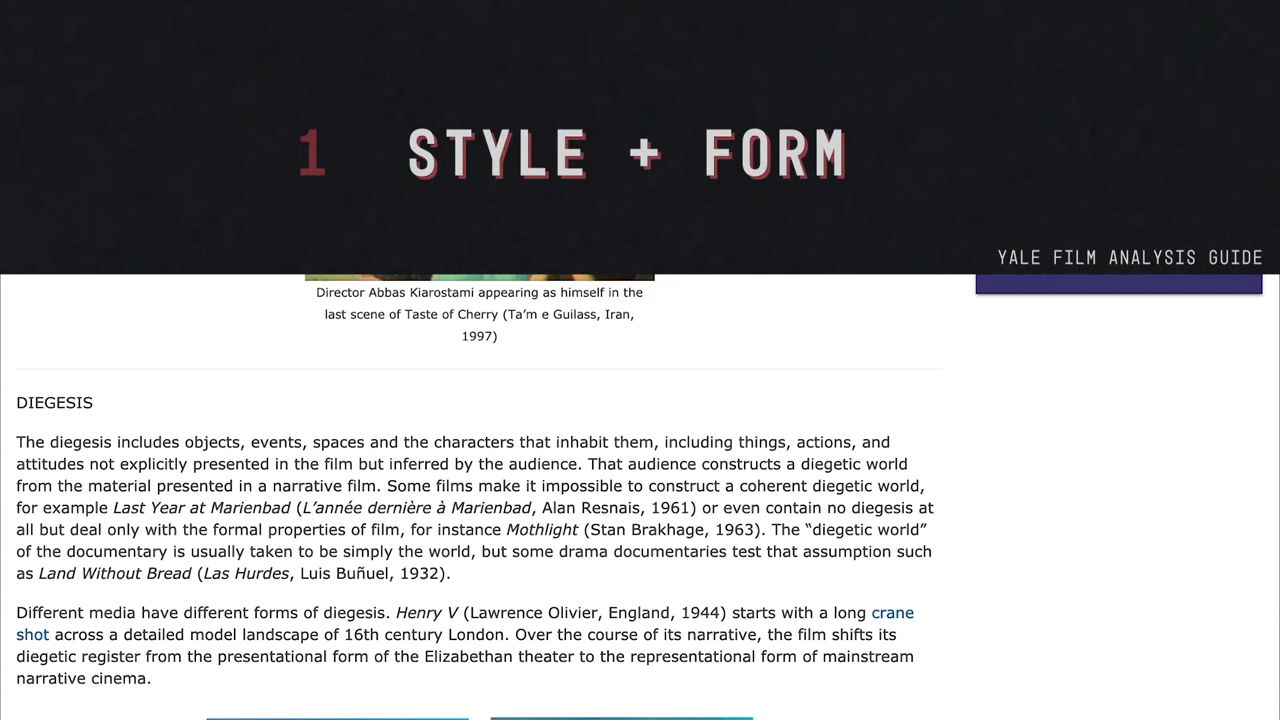 1 STYLE + FORM
YALE FILM ANALYSIS GUIDE
Director Abbas Kiarostami appearing as himself in the
last scene of Taste of Cherry (Ta’m e Guilass, Iran,
1997)
DIEGESIS
The diegesis includes objects, events, spaces and the characters that inhabit them, including things, actions, and
attitudes not explicitly presented in the film but inferred by the audience. That audience constructs a diegetic world
from the material presented in a narrative film. Some films make it impossible to construct a coherent diegetic world,
for example Last Year at Marienbad (L’année dernière à Marienbad, Alan Resnais, 1961) or even contain no diegesis at
all but deal only with the formal properties of film, for instance Mothlight (Stan Brakhage, 1963). The “diegetic world”
of the documentary is usually taken to be simply the world, but some drama documentaries test that assumption such
as Land Without Bread (Las Hurdes, Luis Buñuel, 1932).
Different media have different forms of diegesis. Henry V (Lawrence Olivier, England, 1944) starts with a long crane
shot across a detailed model landscape of 16th century London. Over the course of its narrative, the film shifts its
diegetic register from the presentational form of the Elizabethan theater to the representational form of mainstream
narrative cinema.